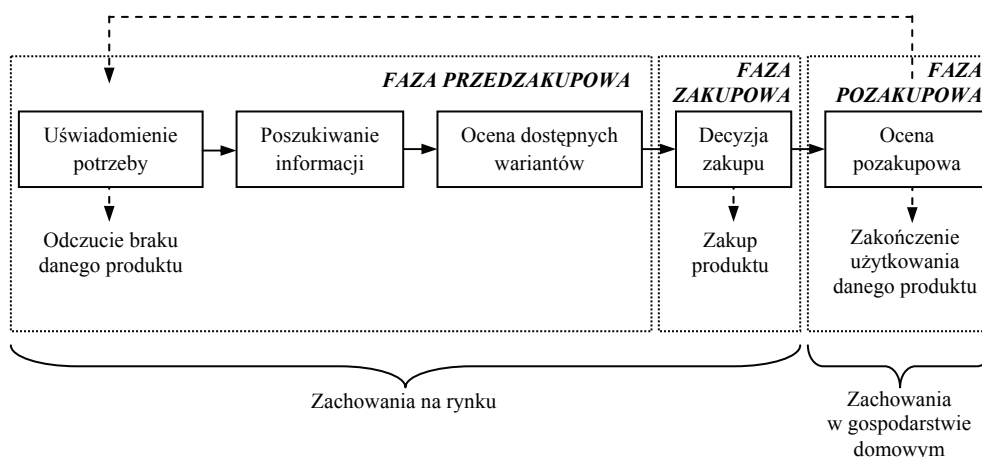 FAZA PRZEDZAKUPOWA
Uświadomienie
potrzeby
Poszukiwanie
informacji
Ocena dostępnych
wariantów
Odczucie braku
danego produktu
FAZA
ZAKUPOWA
Decyzja
zakupu
Zakup
produktu
FAZA
POZAKUPOWA
Ocena
pozakupowa
Zakończenie
użytkowania
danego produktu
Zachowania na rynku
Zachowania
w gospodarstwie
domowym